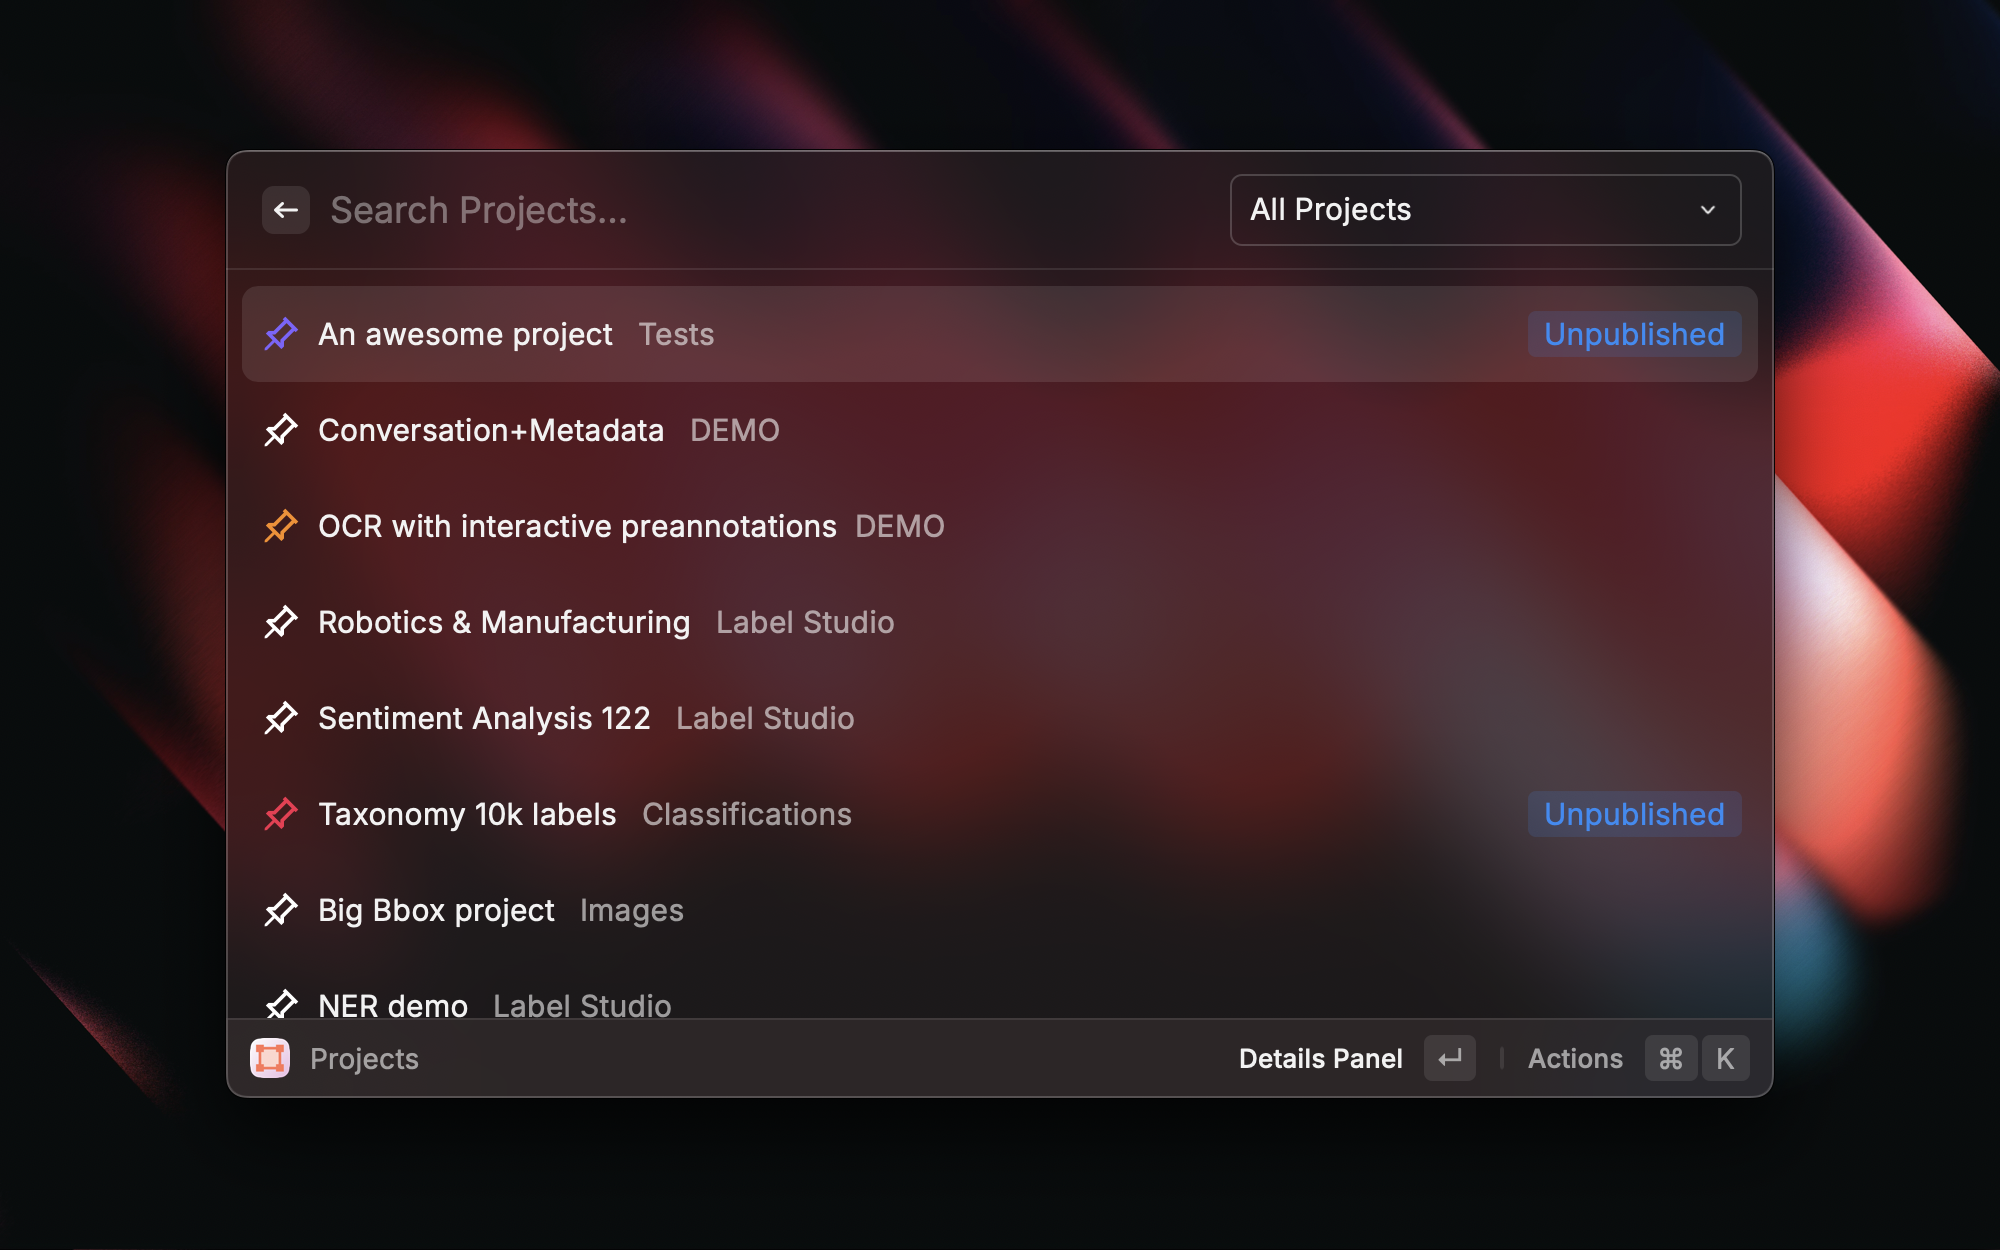 Search Projects...
All Projects
An awesome project Tests Unpublished
Conversation+Metadata DEMO
OCR with interactive preannotations DEMO
Robotics & Manufacturing Label Studio
Sentiment Analysis 122 Label Studio
Taxonomy 10k labels Classifications Unpublished
Big Bbox project Images
NER demo Label Studio
Projects Details Panel ↵ Actions ⌘ K